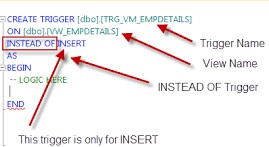 CREATE TRIGGER [dbo].[TRG_VM_EMPDETAILS]
ON [dbo].[VW_EMPDETAILS]
INSTEAD OF INSERT
AS
BEGIN
-- LOGIC HERE
END
Trigger Name
View Name
INSTEAD OF Trigger
This trigger is only for INSERT